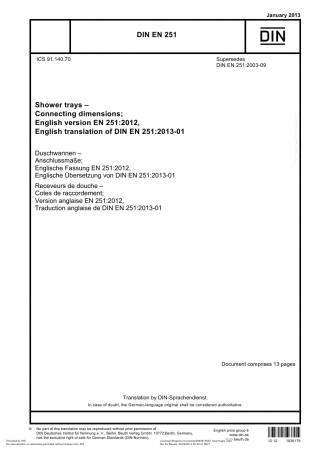 January 2013
DIN EN 251
DIN
ICS 91.140.70
Supersedes
DIN EN 251:2003-09
Shower trays –
Connecting dimensions;
English version EN 251:2012,
English translation of DIN EN 251:2013-01
Duschwannen –
Anschlussmaße;
Englische Fassung EN 251:2012,
Englische Übersetzung von DIN EN 251:2013-01
Receveurs de douche –
Cotes de raccordement;
Version anglaise EN 251:2012,
Traduction anglaise de DIN EN 251:2013-01
Document comprises 13 pages
Translation by DIN-Sprachendienst.
In case of doubt, the German-language original shall be considered authoritative.
© No part of this translation may be reproduced without prior permission of
DIN Deutsches Institut für Normung e. V., Berlin. Beuth Verlag GmbH, 10772 Berlin, Germany,
has the exclusive right of sale for German Standards (DIN-Normen).
English price group 8
www.din.de
www.beuth.de
12.12